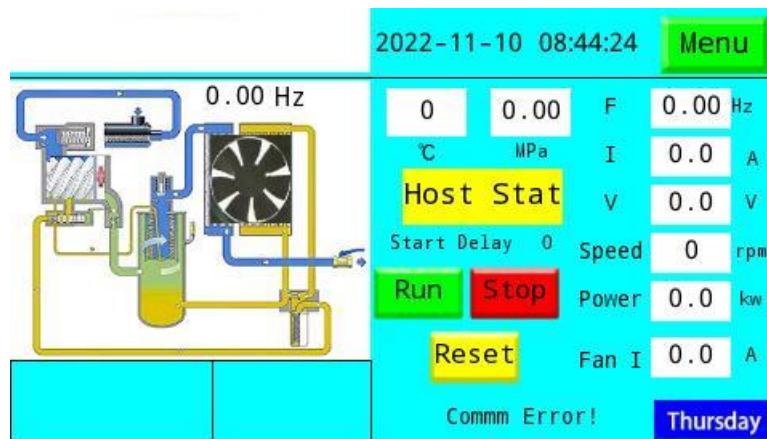 2022-11-10 08:44:24 Menu
0.00 Hz
0 0.00 F 0.00 Hz
℃ MPa I 0.0 A
Host Stat V 0.0 V
Start Delay 0 Speed 0 rpm
Run Stop Power 0.0 kw
Reset Fan I 0.0 A
Commm Error! Thursday